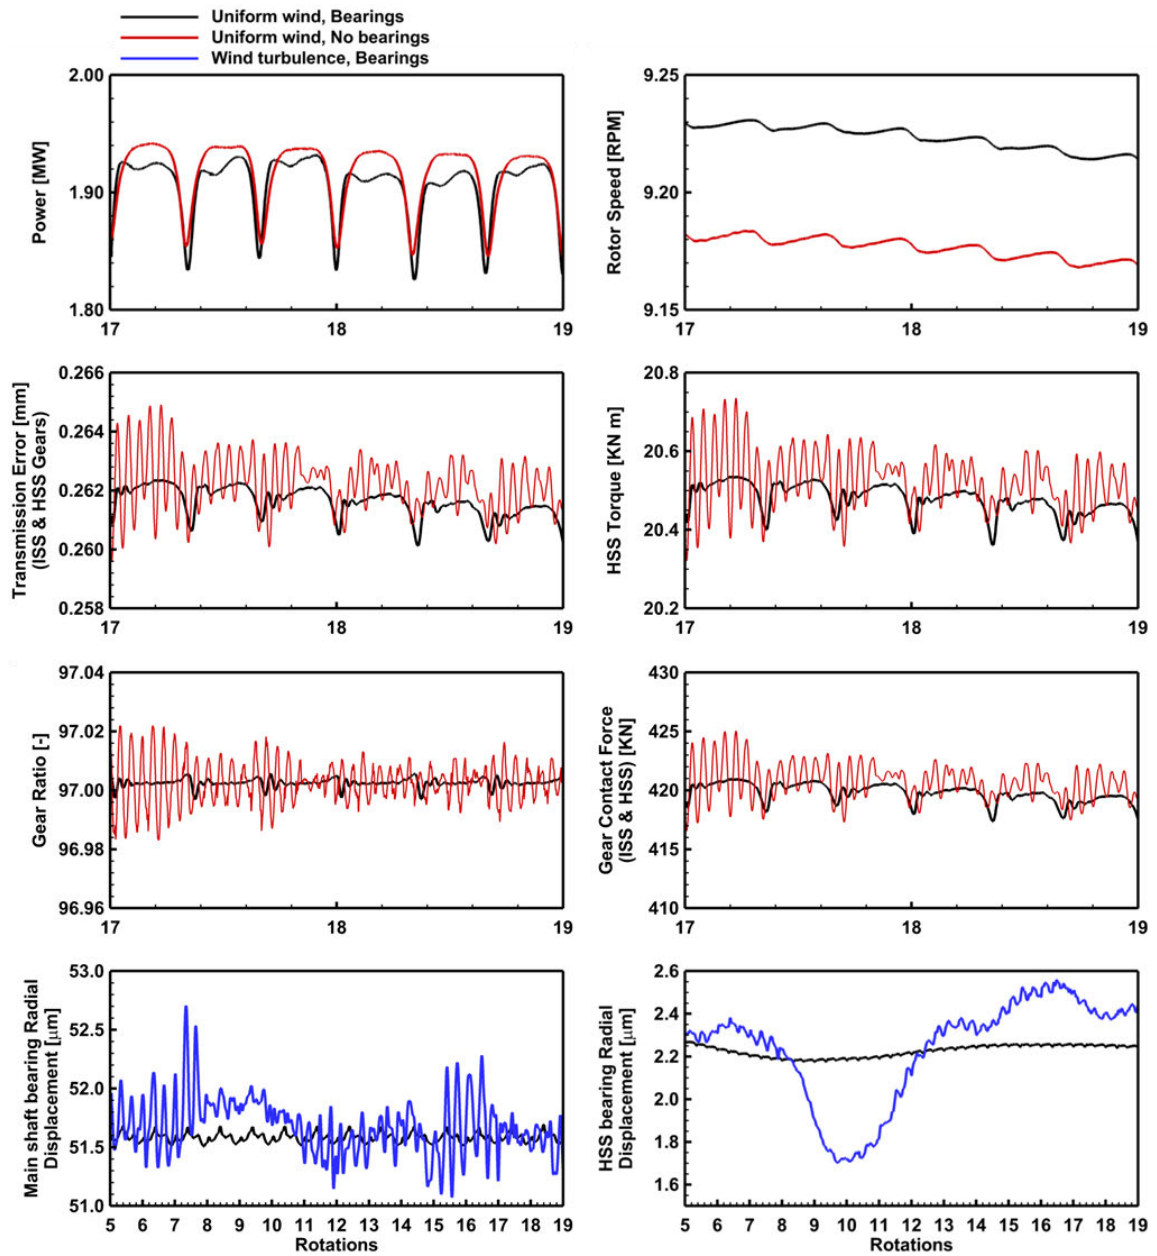 Uniform wind, Bearings
Uniform wind, No bearings
Wind turbulence, Bearings
2.00
1.90
1.80
Power [MW]
17
18
19
9.25
9.20
9.15
Rotor Speed [RPM]
17
18
19
0.266
0.264
0.262
0.260
0.258
Transmission Error [mm]
(ISS & HSS Gears)
17
18
19
20.8
20.6
20.4
20.2
HSS Torque [KN m]
17
18
19
97.04
97.02
97.00
96.98
96.96
Gear Ratio [-]
17
18
19
430
425
420
415
410
Gear Contact Force
(ISS & HSS) [KN]
17
18
19
53.0
52.5
52.0
51.5
51.0
Main shaft bearing Radial
Displacement [μm]
5 6 7 8 9 10 11 12 13 14 15 16 17 18 19
Rotations
2.6
2.4
2.2
2.0
1.8
1.6
HSS bearing Radial
Displacement [μm]
5 6 7 8 9 10 11 12 13 14 15 16 17 18 19
Rotations